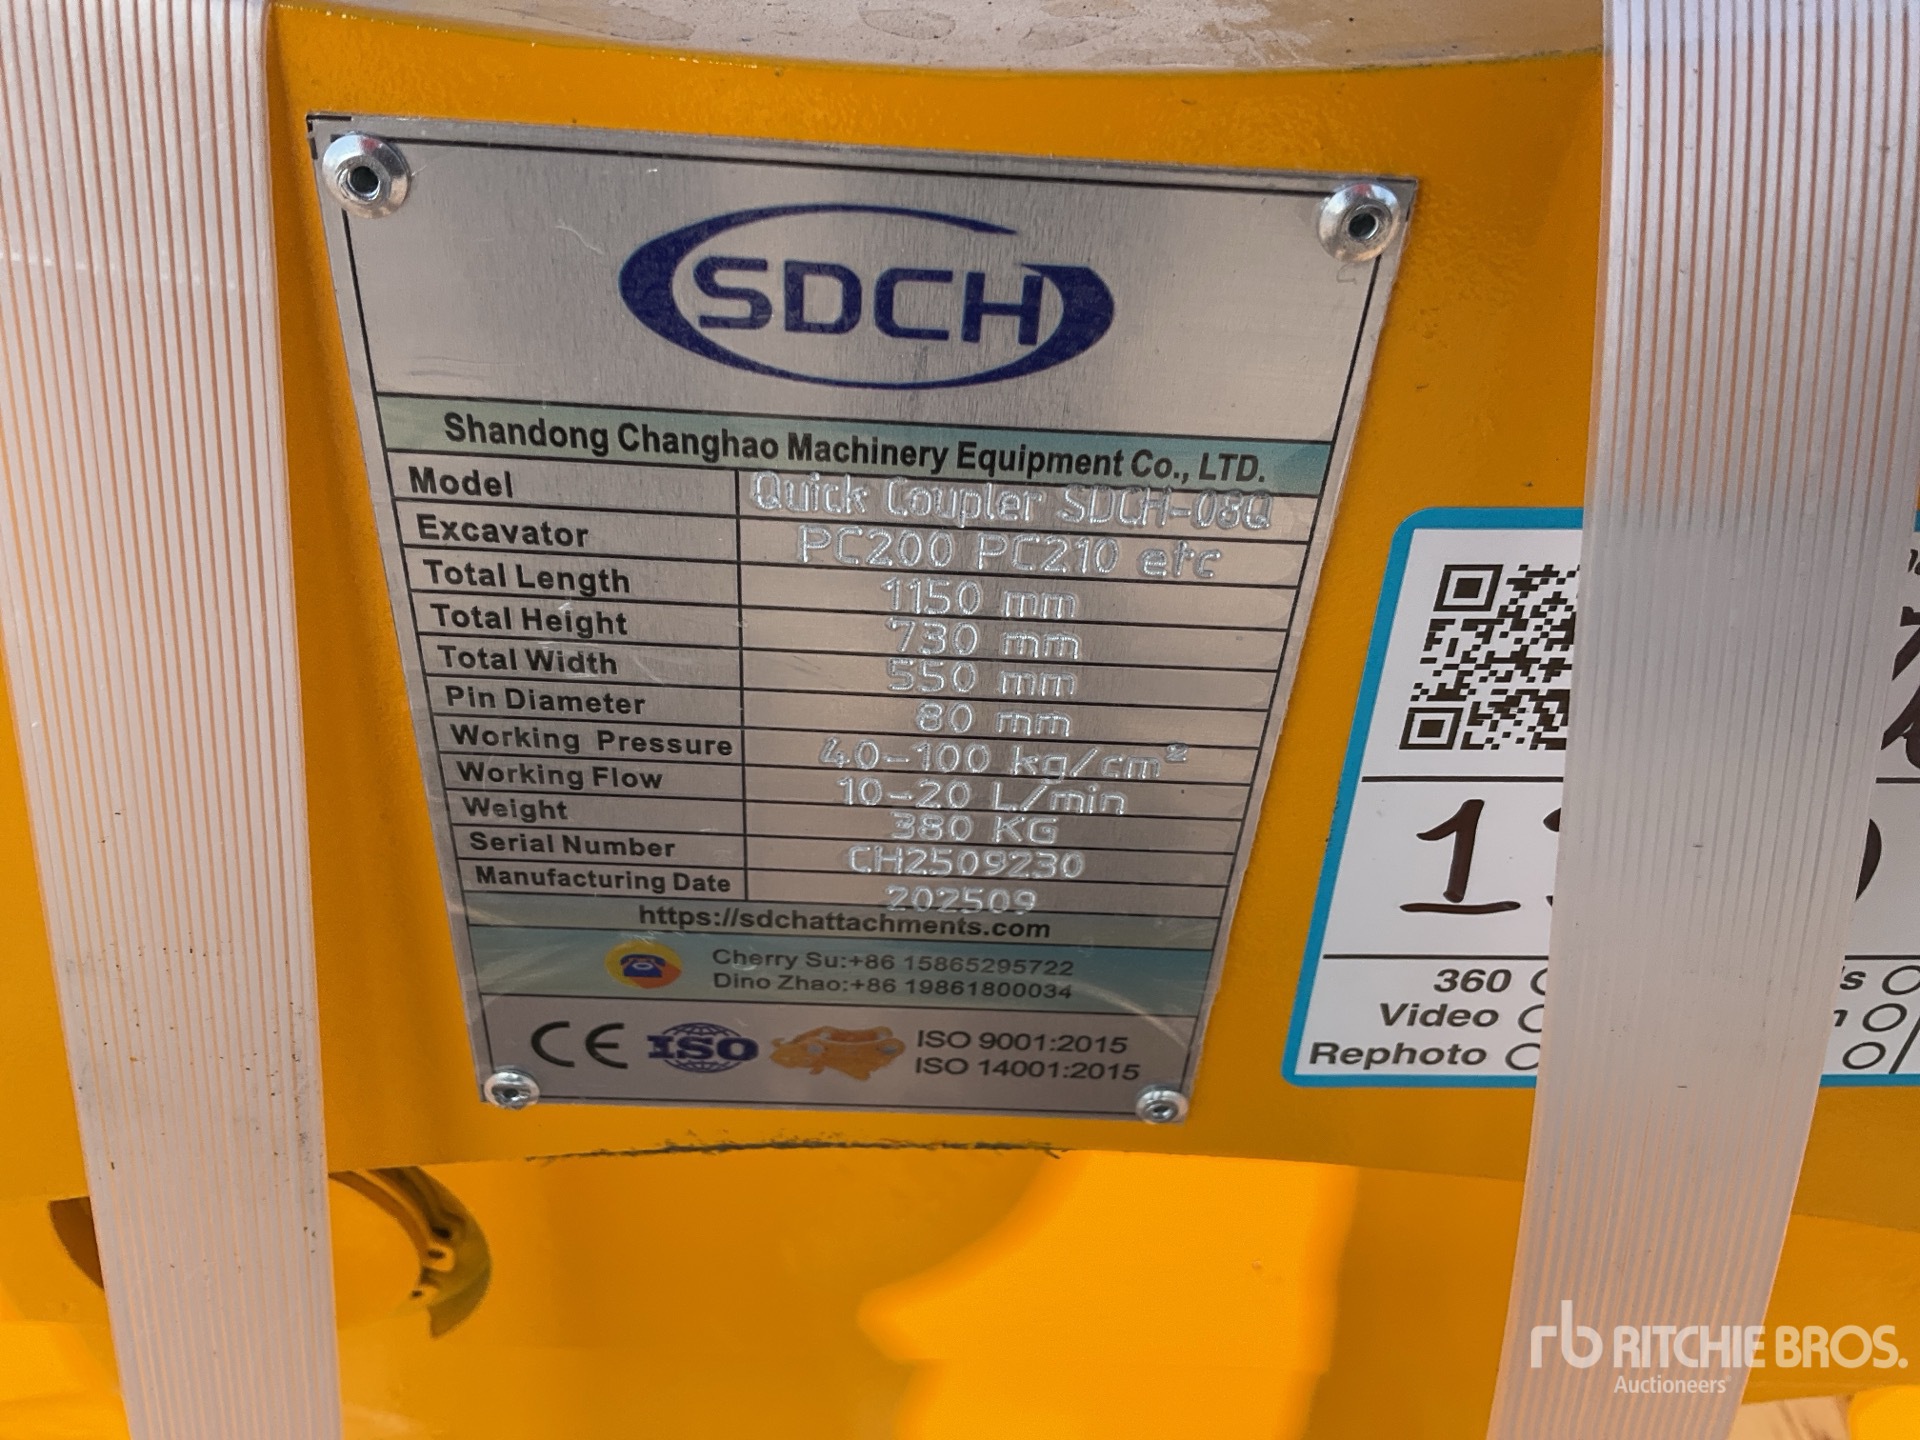 SDCH
Shandong Changhao Machinery Equipment Co., LTD.
Model Quick Coupler SDCH-08Q
Excavator PC200 PC210 etc
Total Length 1150 mm
Total Height 730 mm
Total Width 550 mm
Pin Diameter 80 mm
Working Pressure 40-100 kg/cm²
Working Flow 10-20 L/min
Weight 380 KG
Serial Number CH2509230
Manufacturing Date 202509
https://sdchattachments.com
Cherry Su:+86 15865295722
Dino Zhao:+86 19861800034
CE ISO ISO 9001:2015
ISO 14001:2015
360
Video
Rephoto
rb RITCHIE BROS.
Auctioneers